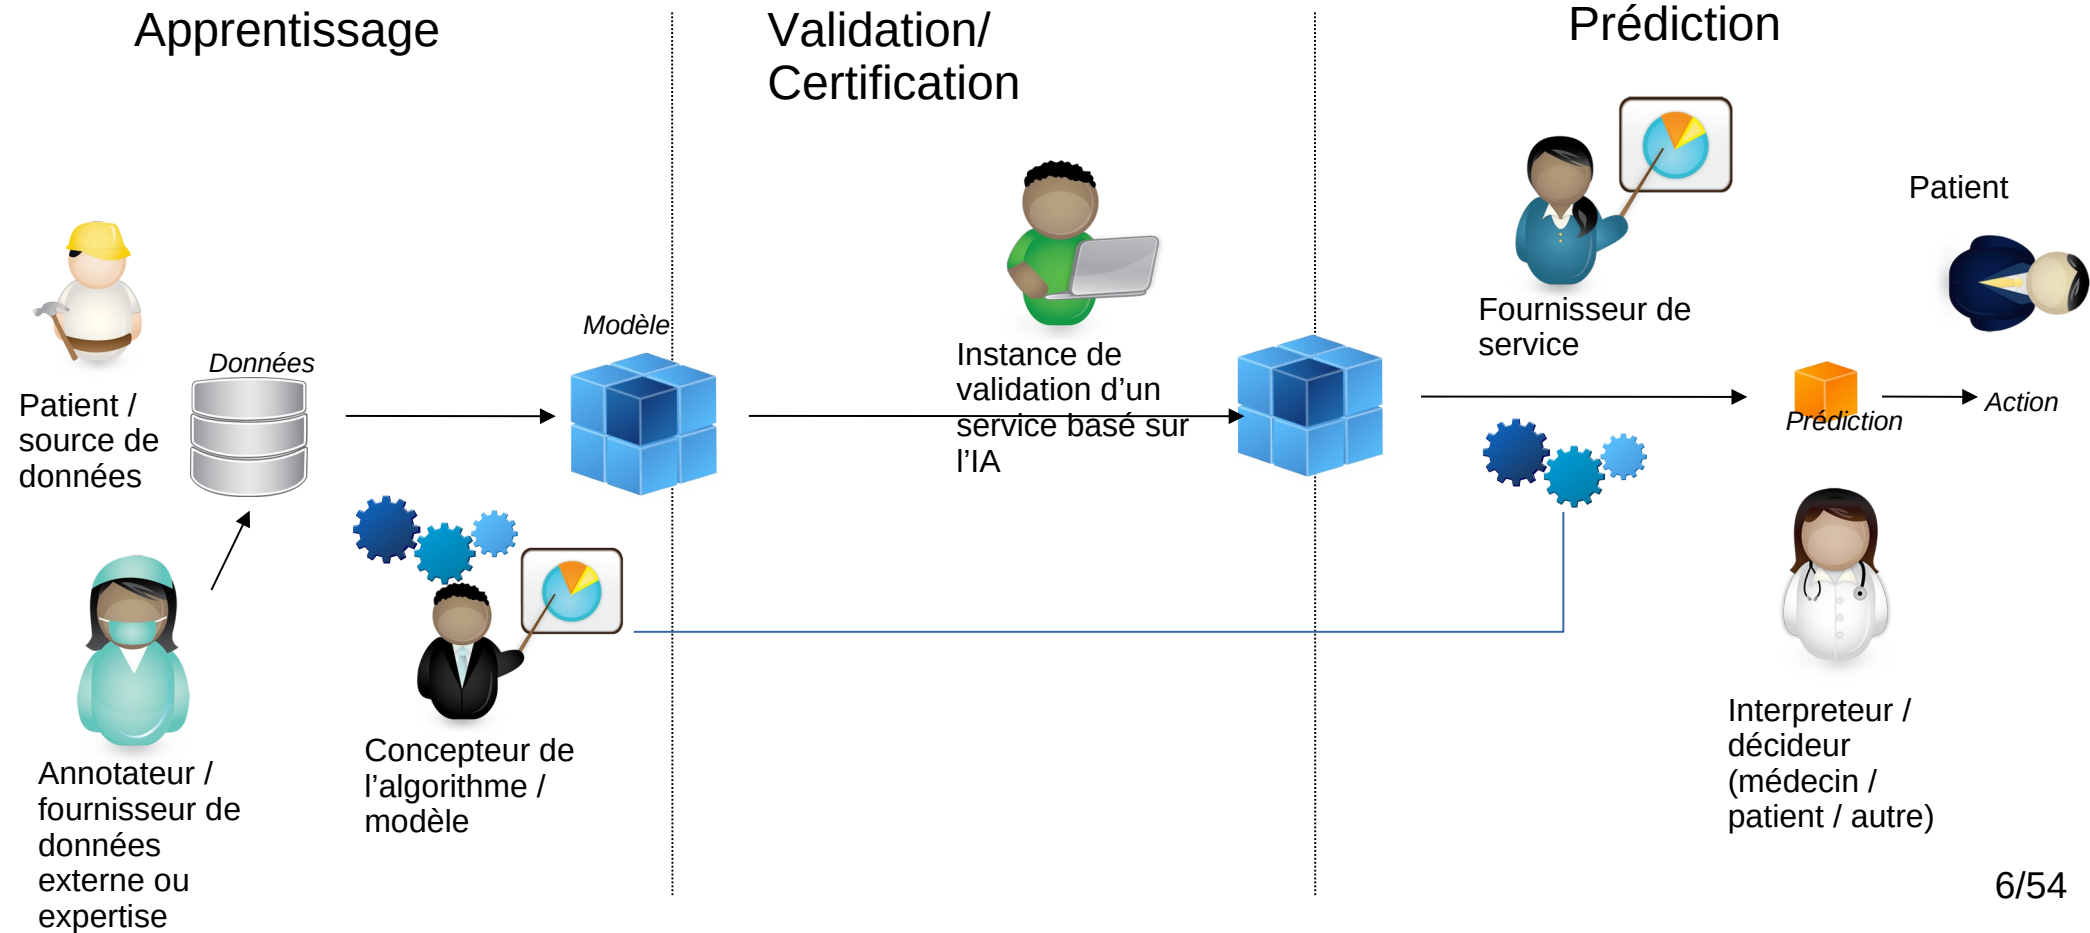 Apprentissage
Validation/
Certification
Prédiction
Patient
Modèle
Données
Patient /
source de
données
Instance de
validation d’un
service basé sur
l’IA
Fournisseur de
service
Prédiction
Action
Annotateur /
fournisseur de
données
externe ou
expertise
Concepteur de
l’algorithme /
modèle
Interpreteur /
décideur
(médecin /
patient / autre)
6/54